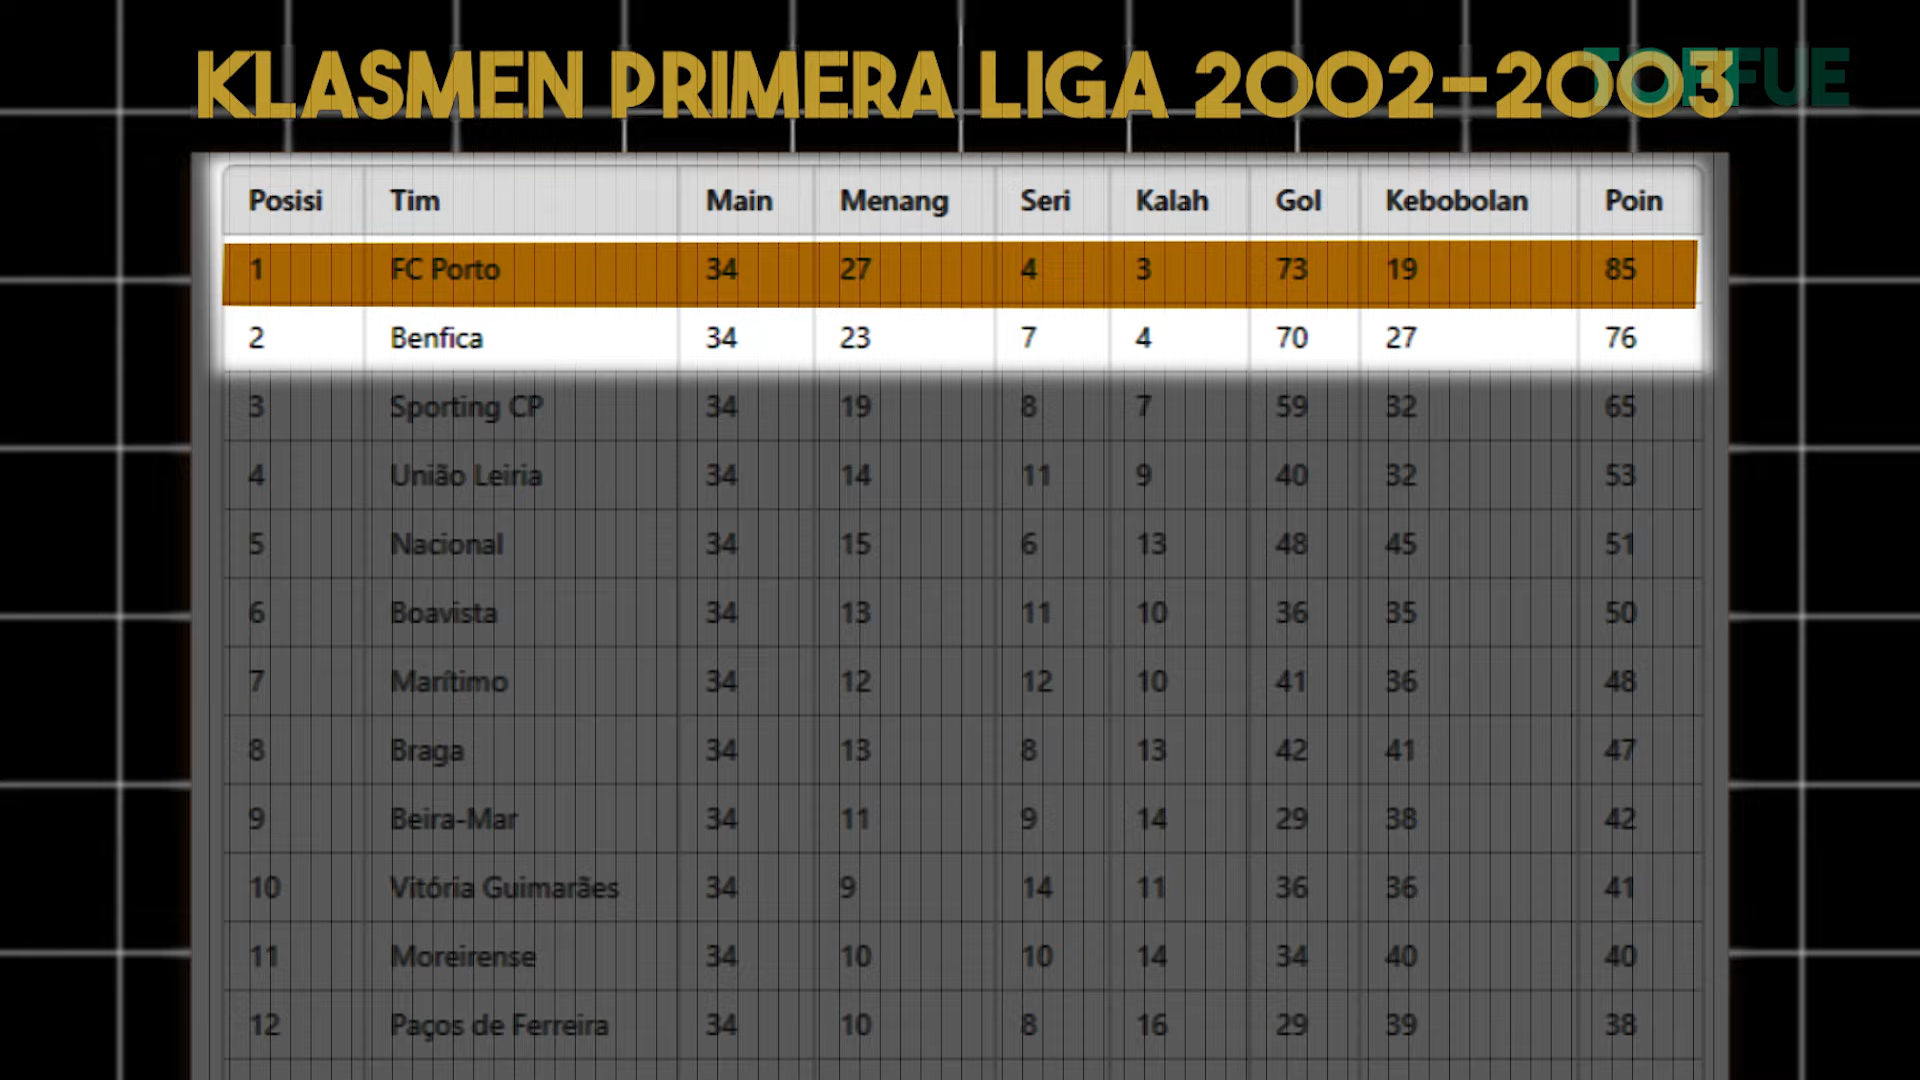 KLASMEN PRIMERA LIGA 2002-2003
Posisi Tim Main Menang Seri Kalah Gol Kebobolan Poin
1 FC Porto 34 27 4 3 73 19 85
2 Benfica 34 23 7 4 70 27 76
3 Sporting CP 34 19 8 7 59 32 65
4 União Leiria 34 14 11 9 40 32 53
5 Nacional 34 15 6 13 48 45 51
6 Boavista 34 13 11 10 36 35 50
7 Marítimo 34 12 12 10 41 36 48
8 Braga 34 13 8 13 42 41 47
9 Beira-Mar 34 11 9 14 29 38 42
10 Vitória Guimarães 34 9 14 11 36 36 41
11 Moreirense 34 10 10 14 34 40 40
12 Paços de Ferreira 34 10 8 16 29 39 38